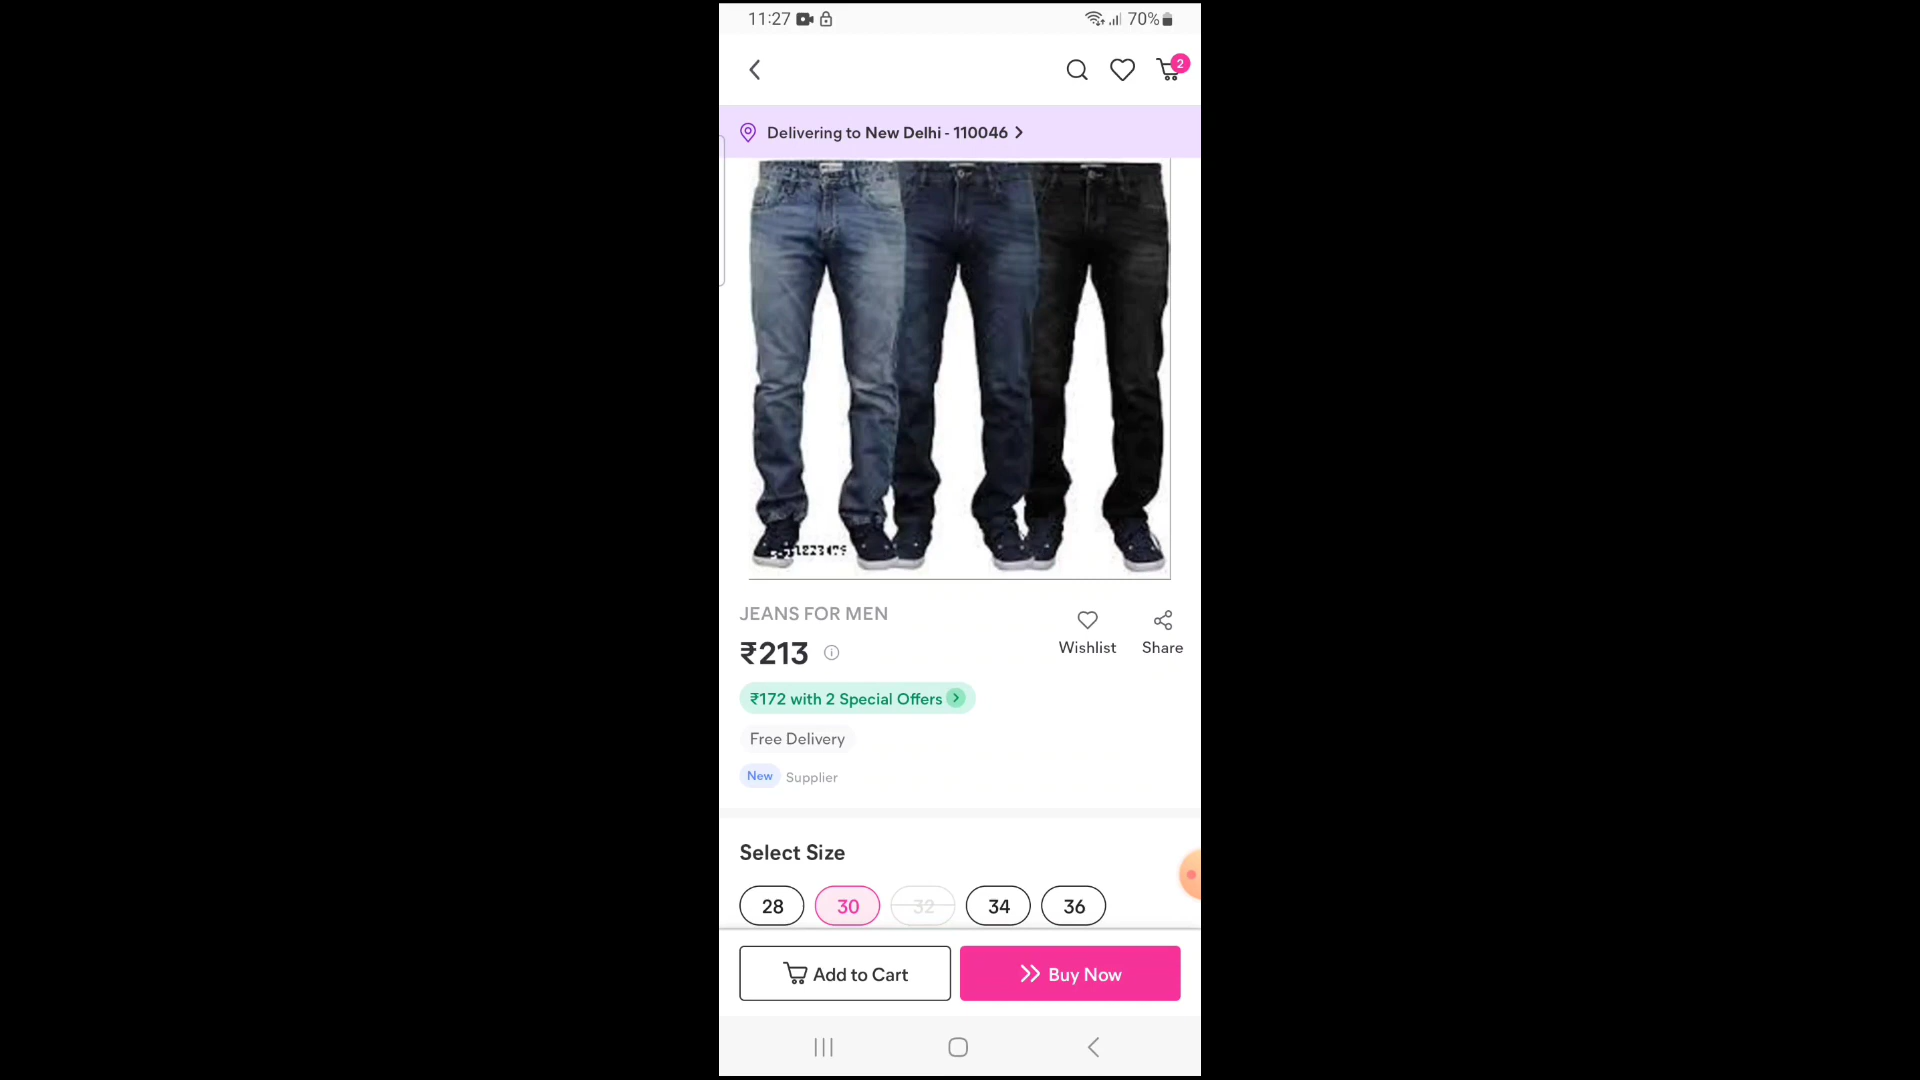 11:27
70%
2
Delivering to New Delhi - 110046
JEANS FOR MEN
₹213
Wishlist
Share
₹172 with 2 Special Offers
Free Delivery
New Supplier
Select Size
28
30
32
34
36
Add to Cart
Buy Now